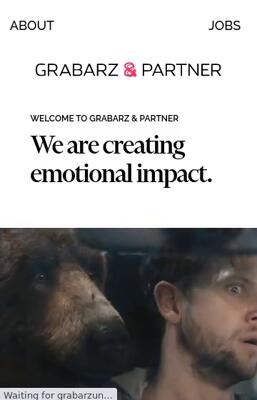 ABOUT
JOBS
GRABARZ & PARTNER
WELCOME TO GRABARZ & PARTNER
We are creating
emotional impact.
Waiting for grabarzun...